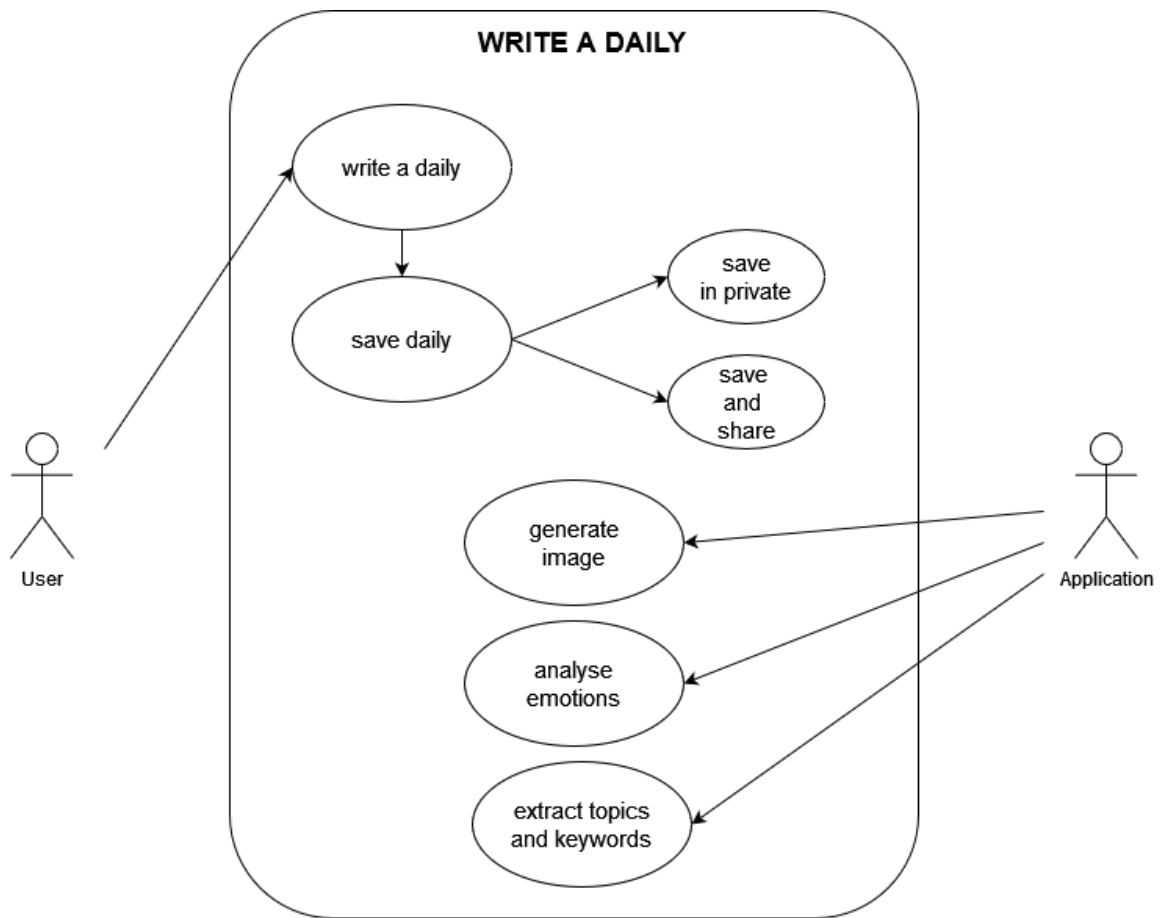 WRITE A DAILY
write a daily
save daily
save
in private
save
and
share
User
Application
generate
image
analyse
emotions
extract topics
and keywords